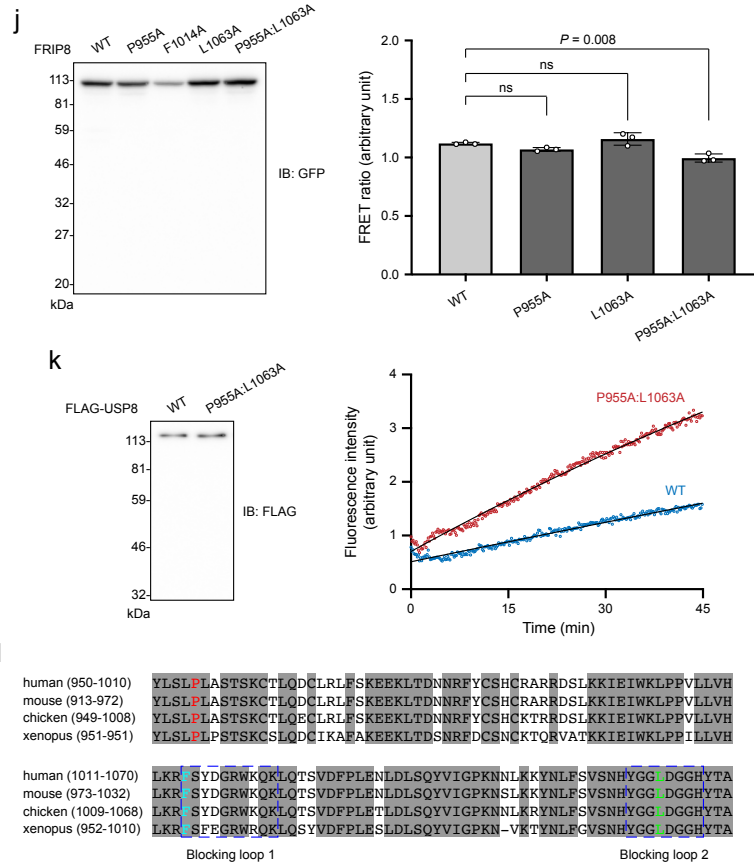 j
FRIP8
WT
P955A
F1014A
L1063A
P955A:L1063A
113
81
59
46
32
27
20
kDa
IB: GFP
FRET ratio (arbitrary unit)
2.0
1.5
1.0
0.5
0.0
P = 0.008
ns
ns
WT
P955A
L1063A
P955A:L1063A
k
FLAG-USP8
WT
P955A:L1063A
113
81
59
46
32
kDa
IB: FLAG
Fluorescence intensity
(arbitrary unit)
4
3
2
1
0
P955A:L1063A
WT
0 15 30 45
Time (min)
human (950-1010) YLSLPLASTSKCTLQDCLRLFSKEEKLTDNNRFYCSHCRARRDSLKKIEIWKLPPVLLVH
mouse (913-972) YLSLPLASTSKCTLQDCLRLFSKEEKLTDNNRFYCSHCRARRDSLKKIEIWKLPPVLLVH
chicken (949-1008) YLSLPLASTSKCTLQECLRLFSKEEKLTDNNRFYCSHCKTRRDSLKKIEIWKLPPVLLVH
xenopus (951-951) YLSLPLPSTSKCSLQDCIKAFAKEEKLTDNSRFDCSNCKTQRVATKKIEIWKLPPILLVH
human (1011-1070) LKRFSYDGRWKQKLQTSVDFPLENLDLSQYVIGPKNNLKKYNLFSVSNHYGGLDGGHYTA
mouse (973-1032) LKRFSYDGRWKQKLQTSVDFPLENLDLSQYVIGPKNSLKKYNLFSVSNHYGGLDGGHYTA
chicken (1009-1068) LKRFSYDGRWKQKLQTSVDFPLETLDLSQYVIGPKNNLKRYNLFSVSNHYGGLDGGHYTA
xenopus (952-1010) LKRFSFEGRWRQKLQSYVDFPLENLDLSQYVIGPKN-VKTYNLFGVSNHYGGLDGGHYTA
Blocking loop 1
Blocking loop 2